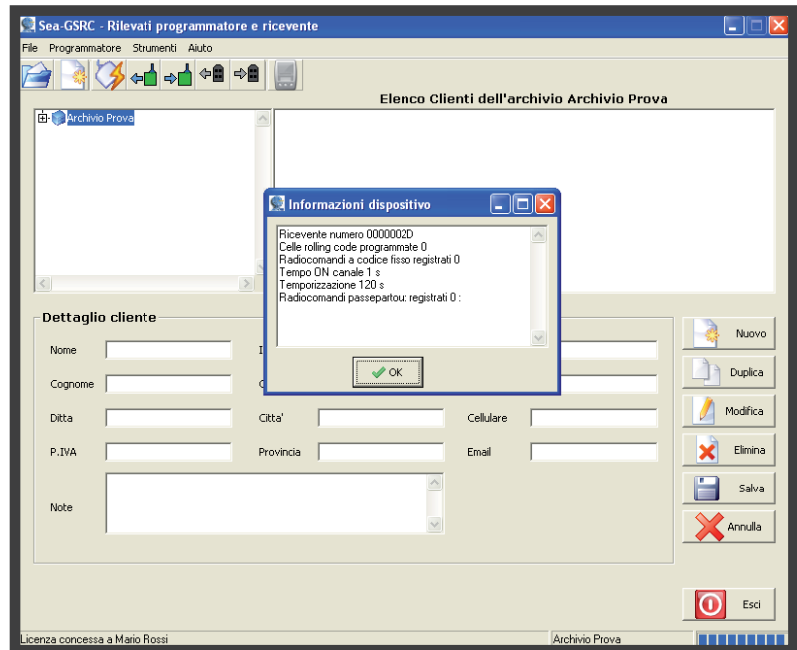 Sea-GSRC - Rilevati programmatore e ricevente
File Programmatore Strumenti Aiuto
Elenco Clienti dell'archivio Archivio Prova
Archivio Prova
Informazioni dispositivo
Ricevente numero 0000002D
Celle rolling code programmate 0
Radiocomandi a codice fisso registrati 0
Tempo ON canale 1 s
Temporizzazione 120 s
Radiocomandi passepartou: registrati 0 :
OK
Dettaglio cliente
Nome
Cognome
Ditta Citta' Cellulare
P.IVA Provincia Email
Note
Nuovo
Duplica
Modifica
Elimina
Salva
Annulla
Esci
Licenza concessa a Mario Rossi Archivio Prova